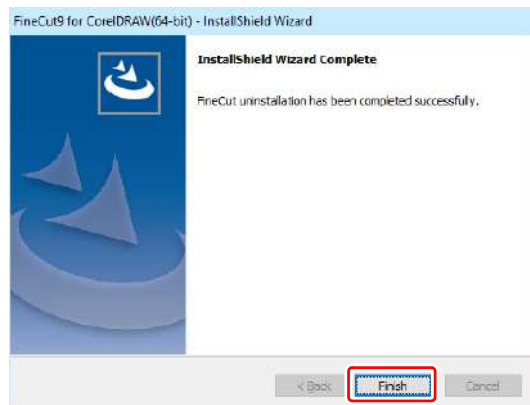 FineCut9 for CorelDRAW(64-bit) - InstallShield Wizard
InstallShield Wizard Complete
FineCut uninstallation has been completed successfully.
< Back Finish Cancel